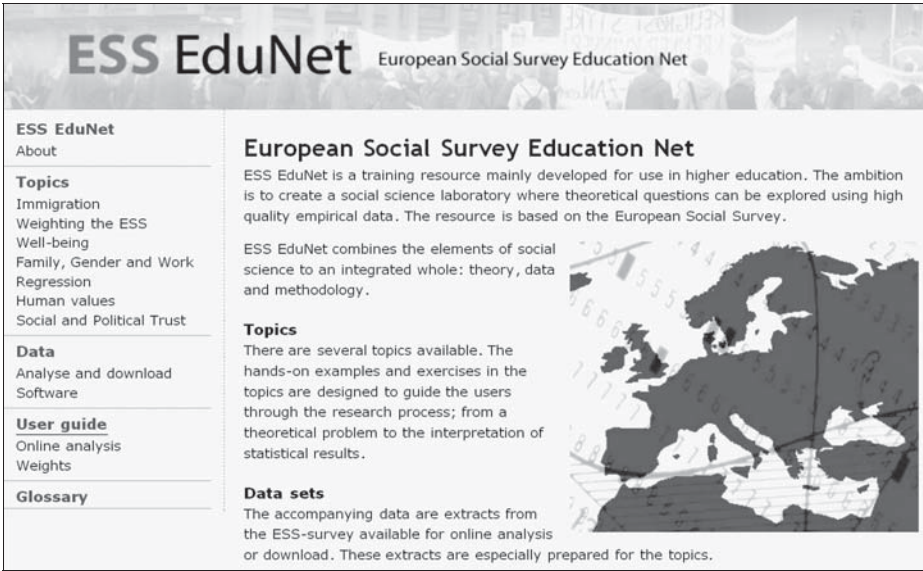 ESS EduNet European Social Survey Education Net
ESS EduNet
About
Topics
Immigration
Weighting the ESS
Well-being
Family, Gender and Work
Regression
Human values
Social and Political Trust
Data
Analyse and download
Software
User guide
Online analysis
Weights
Glossary
European Social Survey Education Net
ESS EduNet is a training resource mainly developed for use in higher education. The ambition
is to create a social science laboratory where theoretical questions can be explored using high
quality empirical data. The resource is based on the European Social Survey.
ESS EduNet combines the elements of social
science to an integrated whole: theory, data
and methodology.
Topics
There are several topics available. The
hands-on examples and exercises in the
topics are designed to guide the users
through the research process; from a
theoretical problem to the interpretation of
statistical results.
Data sets
The accompanying data are extracts from
the ESS-survey available for online analysis
or download. These extracts are especially prepared for the topics.